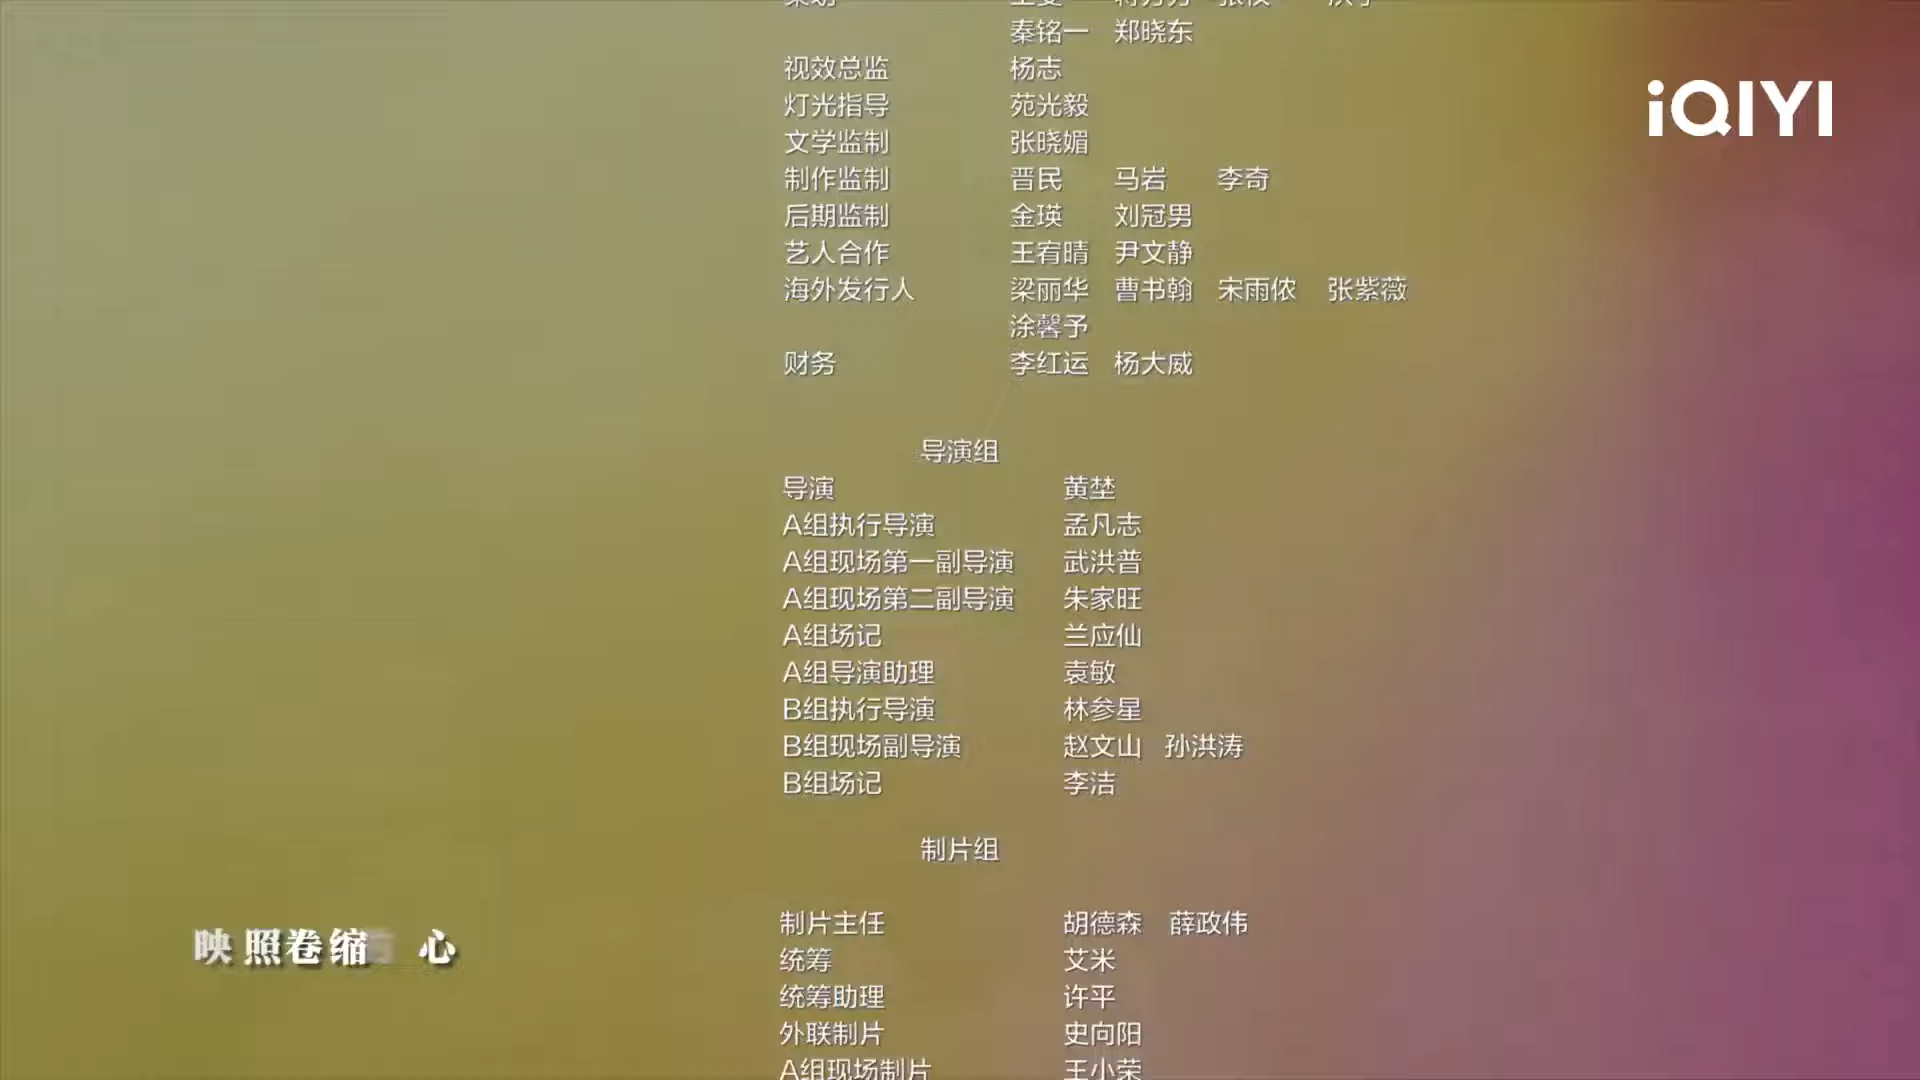 秦铭一 郑晓东
视效总监 杨志
iQIYI
灯光指导 苑光毅
文学监制 张晓媚
制作监制 晋民 马岩 李奇
后期监制 金瑛 刘冠男
艺人合作 王宥晴 尹文静
海外发行人 梁丽华 曹书翰 宋雨侬 张紫薇
涂馨予
财务 李红运 杨大威
导演组
导演 黄埜
A组执行导演 孟凡志
A组现场第一副导演 武洪普
A组现场第二副导演 朱家旺
A组场记 兰应仙
A组导演助理 袁敏
B组执行导演 林参星
B组现场副导演 赵文山 孙洪涛
B组场记 李洁
制片组
制片主任 胡德森 薛政伟
映照卷缩 心
统筹 艾米
统筹助理 许平
外联制片 史向阳
A组现场制片 王小荣